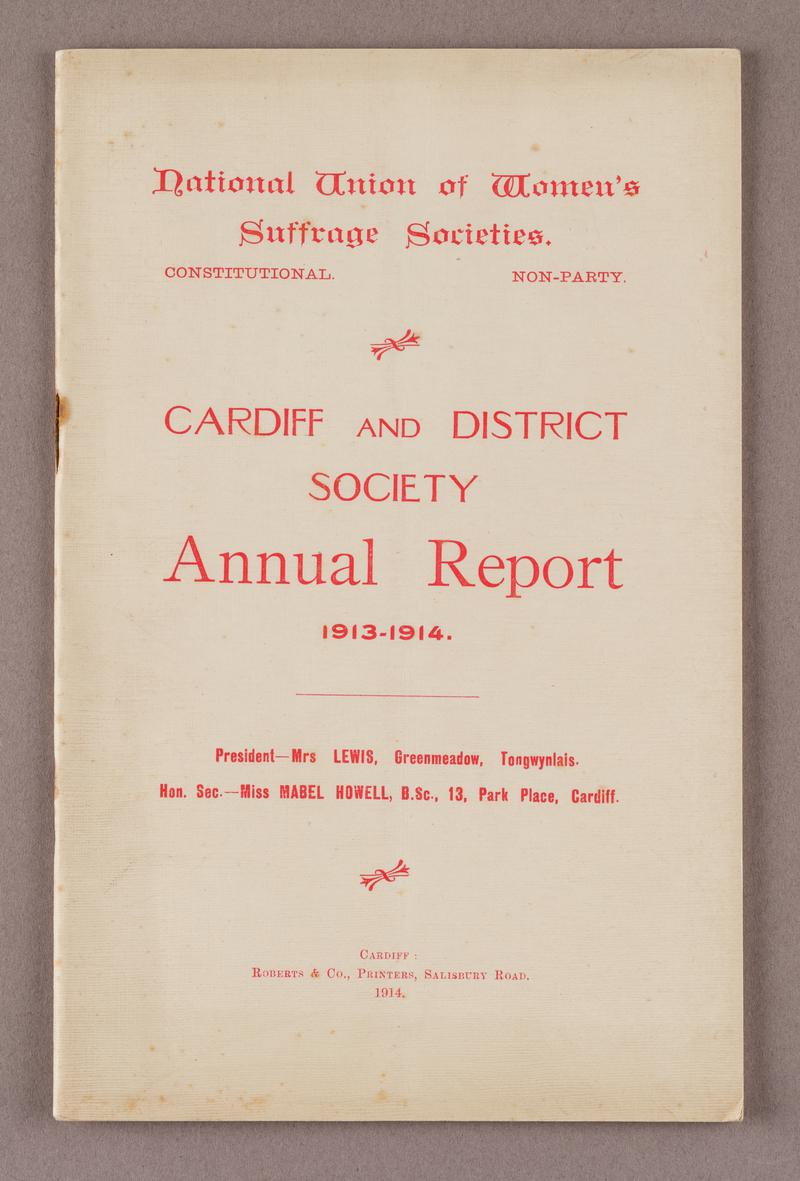 National Union of Women's
Suffrage Societies.
CONSTITUTIONAL. NON-PARTY.
CARDIFF AND DISTRICT
SOCIETY
Annual Report
1913-1914.
President—Mrs LEWIS, Greenmeadow, Tongwynlais.
Hon. Sec.—Miss MABEL HOWELL, B.Sc., 13, Park Place, Cardiff.
CARDIFF :
ROBERTS & CO., PRINTERS, SALISBURY ROAD.
1914.